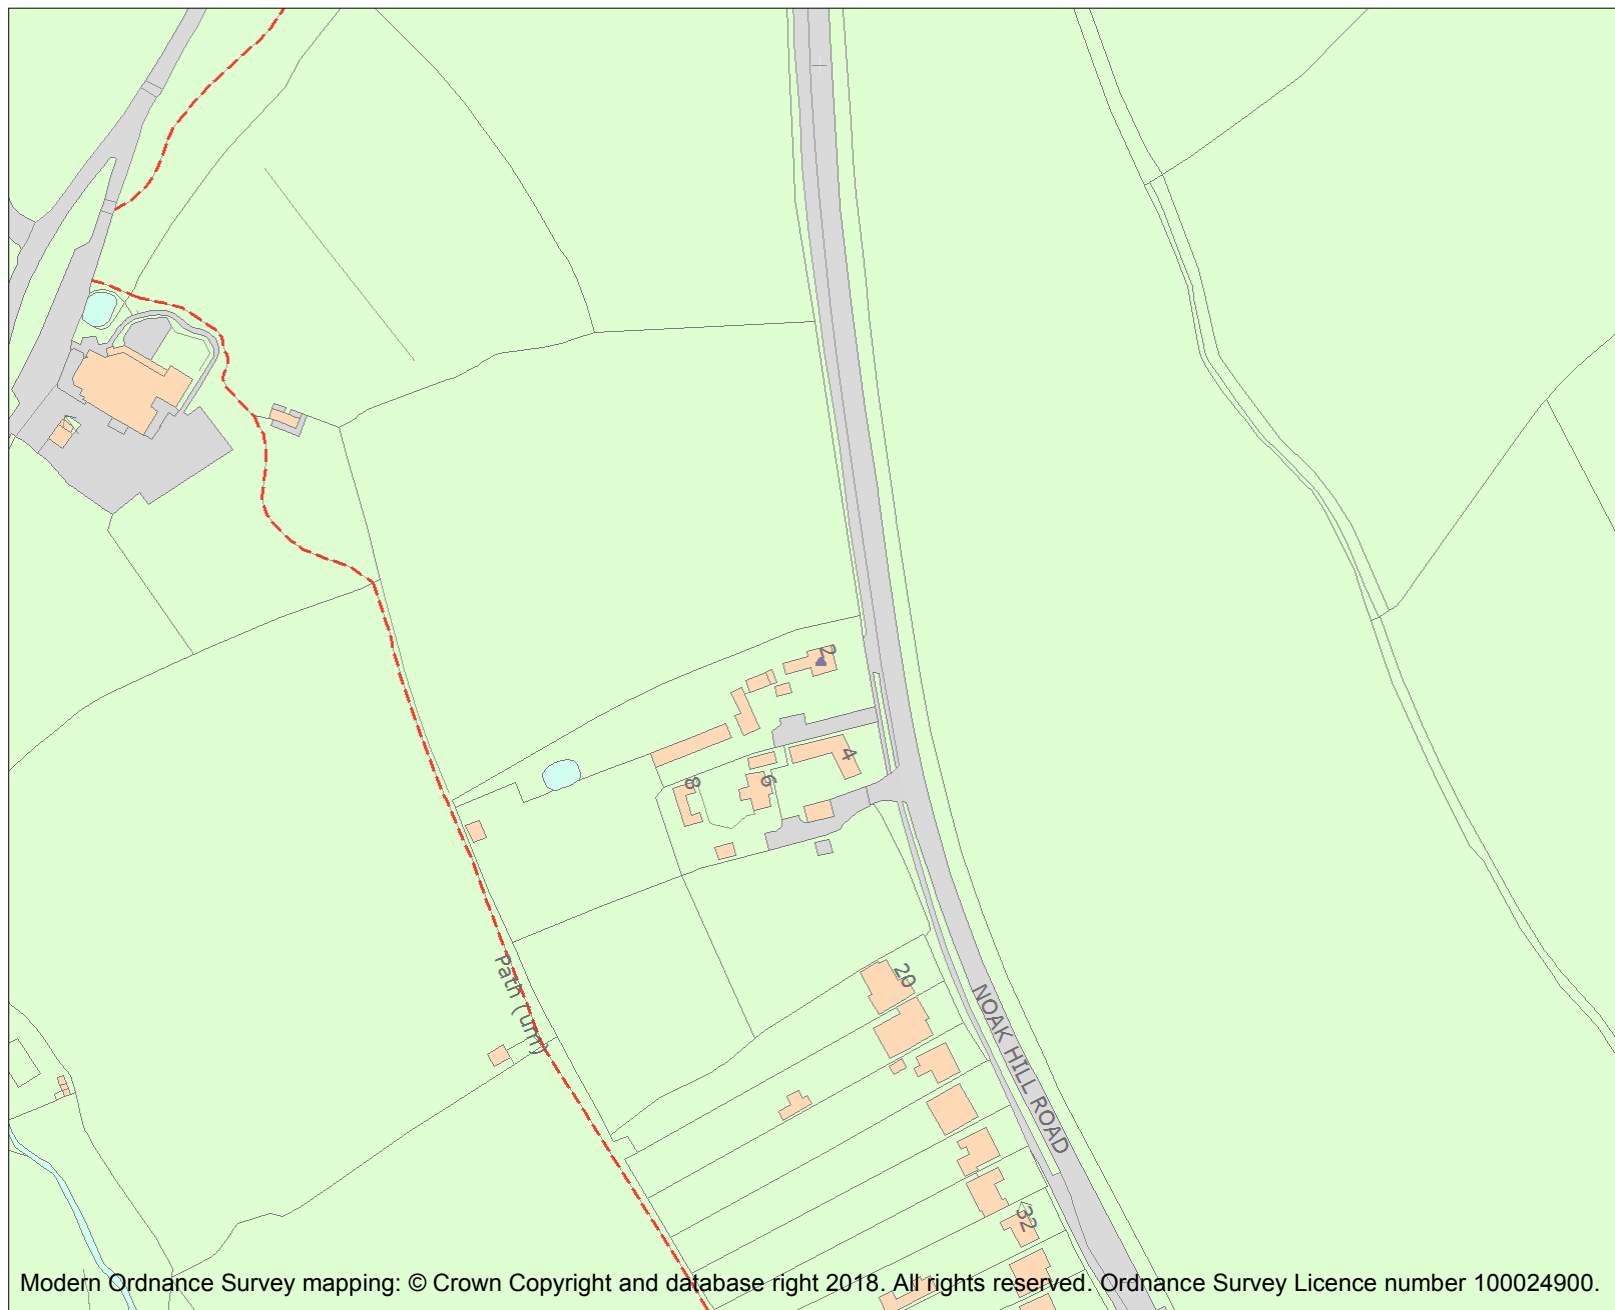 2
4
6
8
20
Path (um)
NOAK HILL ROAD
32
Modern Ordnance Survey mapping: © Crown Copyright and database right 2018. All rights reserved. Ordnance Survey Licence number 100024900.